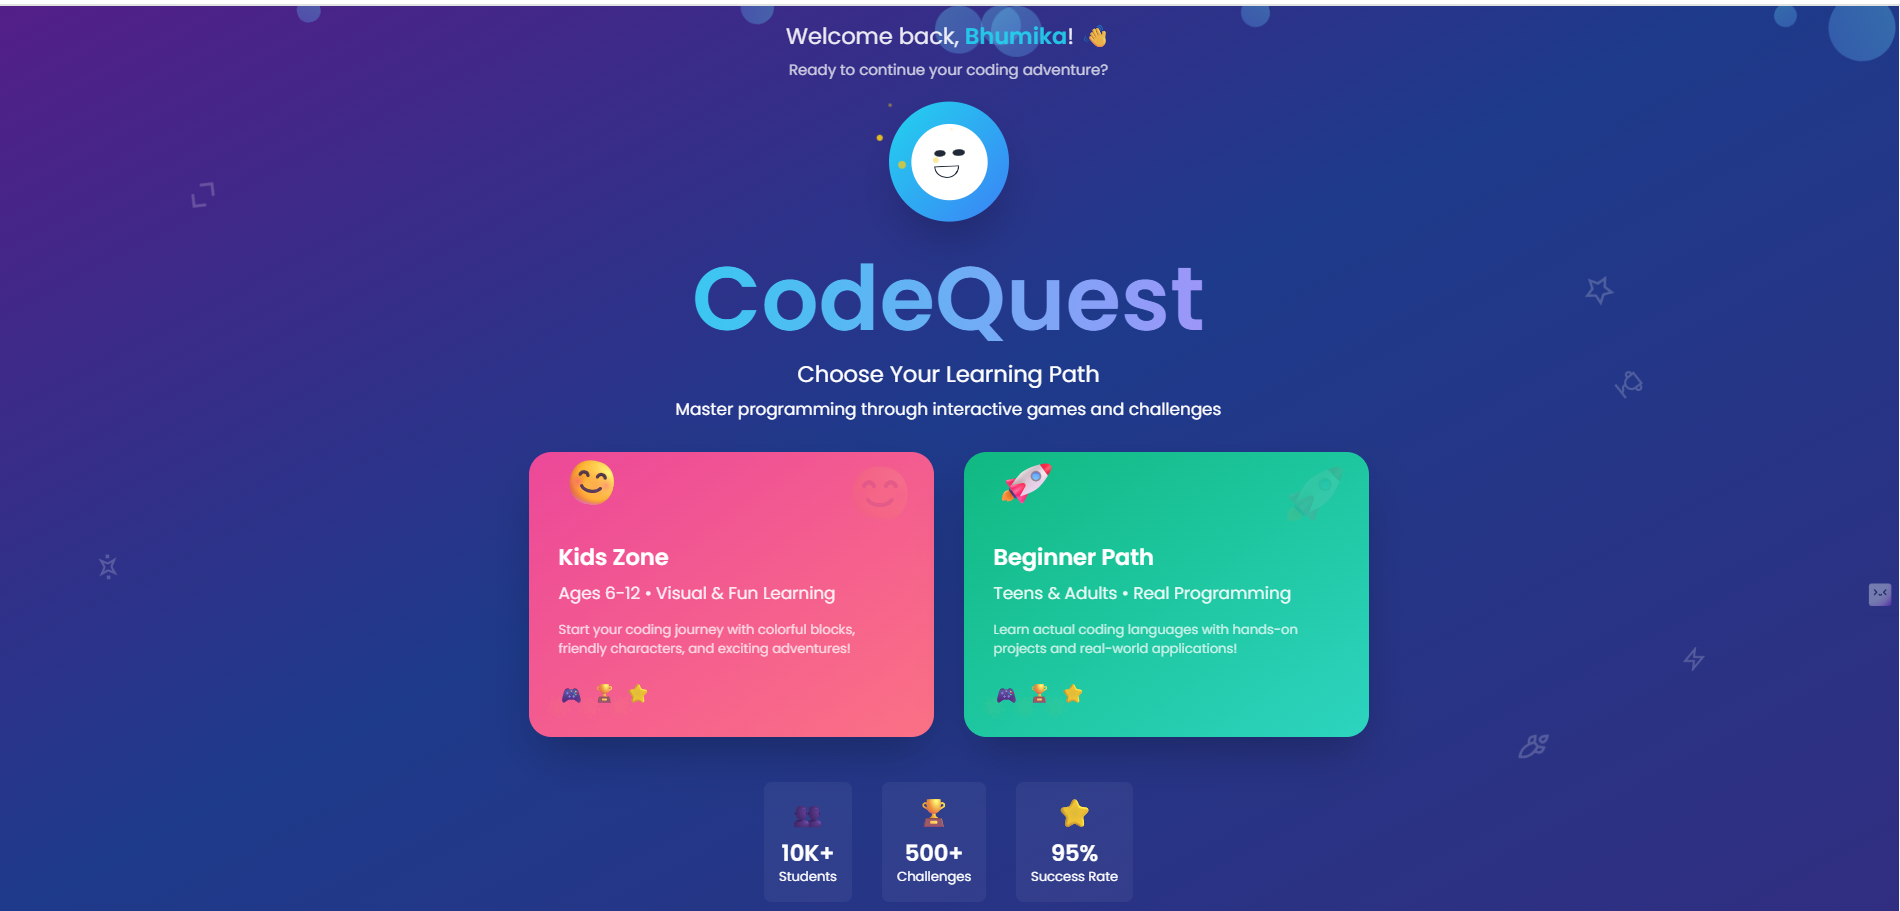 Welcome back, Bhumika! 👋
Ready to continue your coding adventure?
CodeQuest
Choose Your Learning Path
Master programming through interactive games and challenges
Kids Zone
Ages 6-12 • Visual & Fun Learning
Start your coding journey with colorful blocks,
friendly characters, and exciting adventures!
Beginner Path
Teens & Adults • Real Programming
Learn actual coding languages with hands-on
projects and real-world applications!
10K+
Students
500+
Challenges
95%
Success Rate